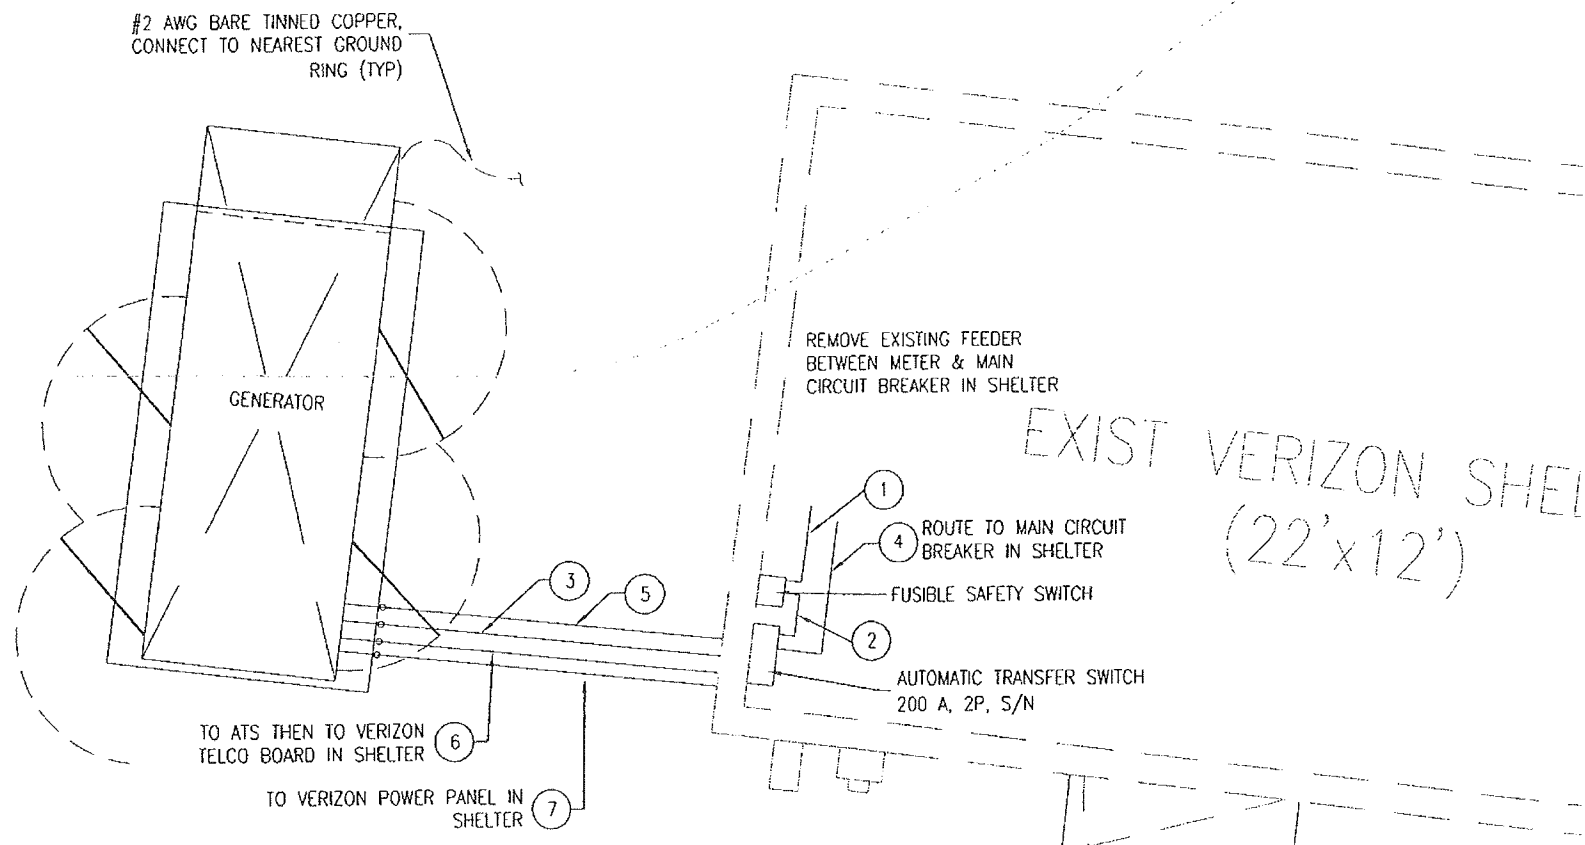 #2 AWG BARE TINNED COPPER,
CONNECT TO NEAREST GROUND
RING (TYP)
REMOVE EXISTING FEEDER
BETWEEN METER & MAIN
CIRCUIT BREAKER IN SHELTER
GENERATOR
EXIST VERIZON SHEL
(22'x12')
1
4
ROUTE TO MAIN CIRCUIT
BREAKER IN SHELTER
3
5
FUSIBLE SAFETY SWITCH
2
AUTOMATIC TRANSFER SWITCH
200 A, 2P, S/N
TO ATS THEN TO VERIZON
TELCO BOARD IN SHELTER
6
TO VERIZON POWER PANEL IN
SHELTER
7